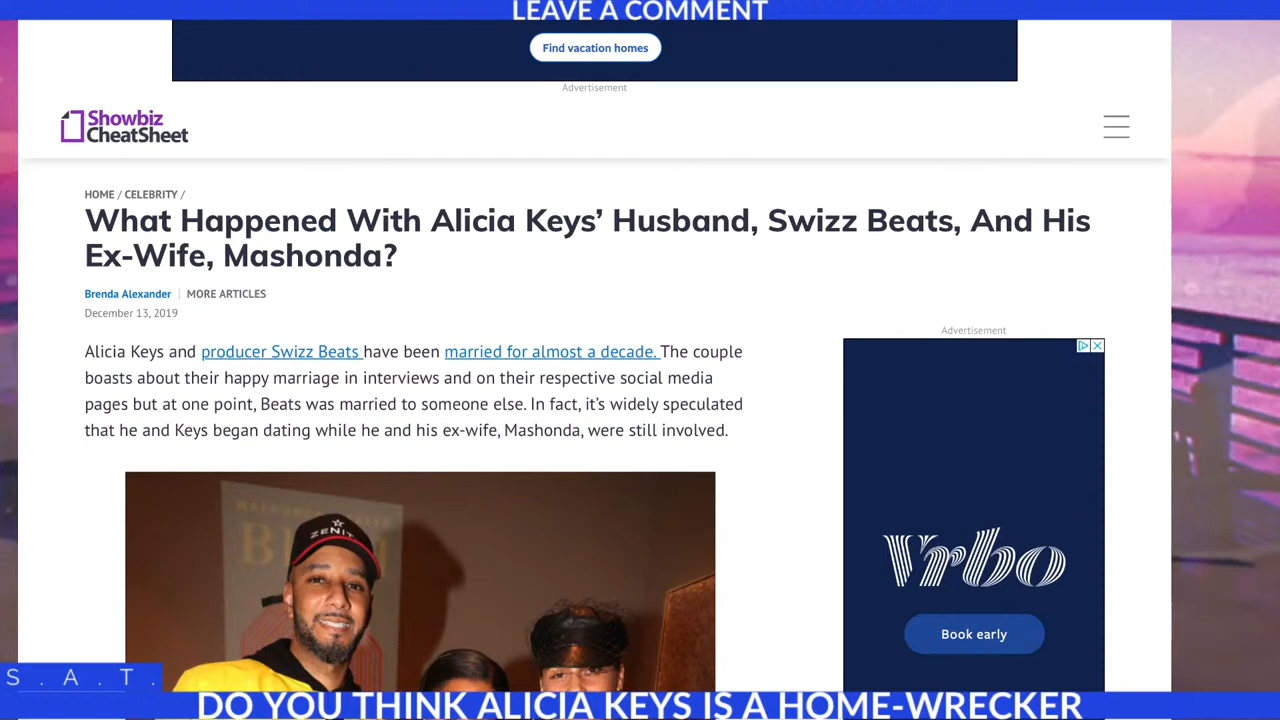 LEAVE A COMMENT
Find vacation homes
Advertisement
Showbiz
CheatSheet
HOME / CELEBRITY /
What Happened With Alicia Keys’ Husband, Swizz Beats, And His
Ex-Wife, Mashonda?
Brenda Alexander | MORE ARTICLES
December 13, 2019
Advertisement
Alicia Keys and producer Swizz Beats have been married for almost a decade. The couple
boasts about their happy marriage in interviews and on their respective social media
pages but at one point, Beats was married to someone else. In fact, it’s widely speculated
that he and Keys began dating while he and his ex-wife, Mashonda, were still involved.
ZENIT
Vrbo
Book early
S.A.T.
DO YOU THINK ALICIA KEYS IS A HOME-WRECKER